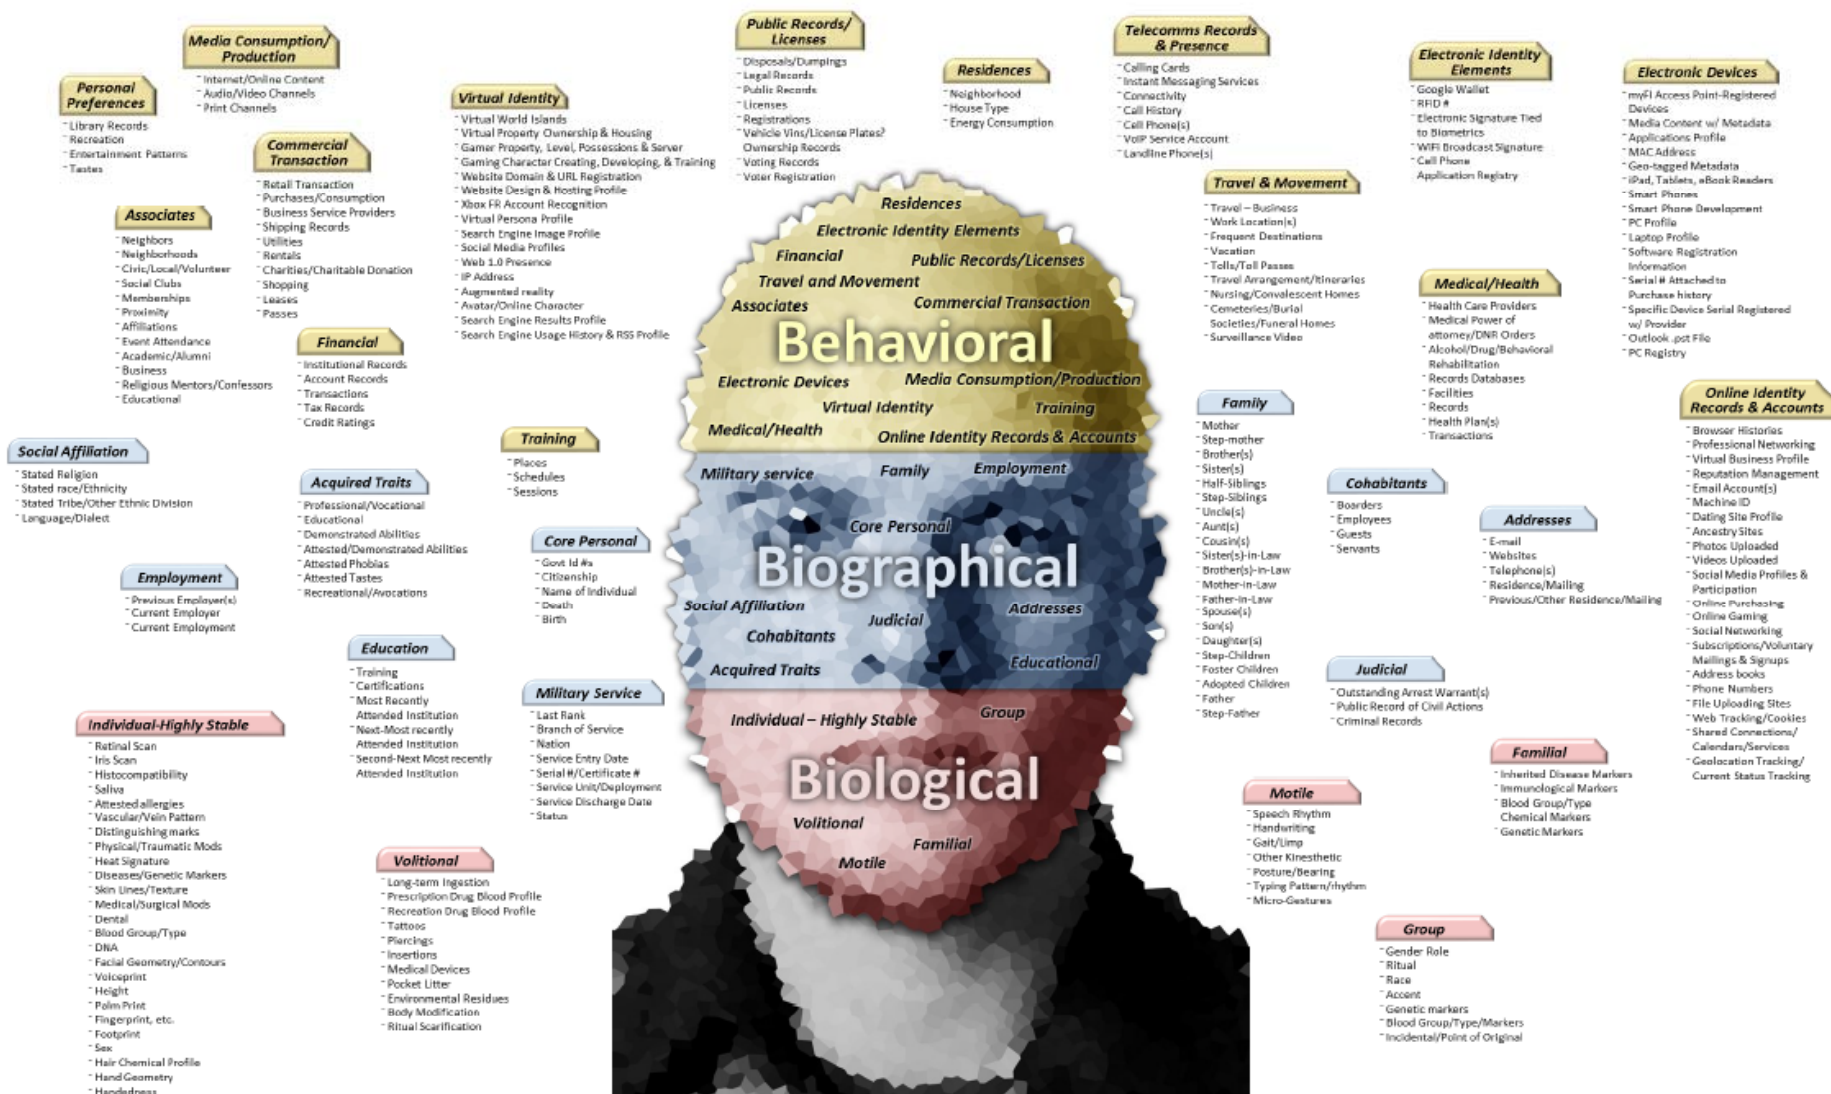 Media Consumption/
Production
Internet/Online Content
Audio/Video Channels
Print Channels
Personal
Preferences
Library Records
Recreation
Entertainment Patterns
Tastes
Commercial
Transaction
Retail Transaction
Purchases/Consumption
Business Service Providers
Shipping Records
Utilities
Rentals
Charities/Charitable Donation
Shopping
Leases
Passes
Associates
Neighbors
Neighborhoods
Civic/Local/Volunteer
Social Clubs
Memberships
Proximity
Affiliations
Event Attendance
Academic/Alumni
Business
Religious Mentors/Confessors
Educational
Financial
Institutional Records
Account Records
Transactions
Tax Records
Credit Ratings
Virtual Identity
Virtual World Islands
Virtual Property Ownership & Housing
Gamer Property, Level, Possessions & Server
Gaming Character Creating, Developing, & Training
Website Domain & URL Registration
Website Design & Hosting Profile
Xbox FR Account Recognition
Virtual Persona Profile
Search Engine Image Profile
Social Media Profiles
Web 1.0 Presence
IP Address
Augmented reality
Avatar/Online Character
Search Engine Results Profile
Search Engine Usage History & RSS Profile
Public Records/
Licenses
Disposals/Dumpings
Legal Records
Public Records
Licenses
Registrations
Vehicle Vins/License Plates?
Ownership Records
Voting Records
Voter Registration
Residences
Neighborhood
House Type
Energy Consumption
Telecomms Records
& Presence
Calling Cards
Instant Messaging Services
Connectivity
Cell History
Cell Phone(s)
VoIP Service Account
Landline Phone(s)
Electronic Identity
Elements
Google Wallet
RFID #
Electronic Signature Tied
to Biometrics
WIFI Broadcast Signature
Cell Phone
Application Registry
Electronic Devices
myFI Access Point-Registered
Devices
Media Content w/ Metadata
Applications Profile
MAC Address
Geo-tagged Metadata
iPad, Tablets, eBook Readers
Smart Phones
Smart Phone Development
PC Profile
Laptop Profile
Software Registration
Information
Serial # Attached to
Purchase history
Specific Device Serial Registered
w/ Provider
Outlook .pst File
PC Registry
Travel & Movement
Travel – Business
Work Location(s)
Frequent Destinations
Vacation
Tolls/Toll Passes
Travel Arrangement/Itineraries
Nursing/Convalescent Homes
Cemeteries/Burial
Societies/Funeral Homes
Surveillance Video
Medical/Health
Health Care Providers
Medical Power of
attorney/DNR Orders
Alcohol/Drug/Behavioral
Rehabilitation
Records Databases
Facilities
Records
Health Plan(s)
Transactions
Online Identity
Records & Accounts
Browser Histories
Professional Networking
Virtual Business Profile
Reputation Management
Email Account(s)
Machine ID
Dating Site Profile
Ancestry Sites
Photos Uploaded
Videos Uploaded
Social Media Profiles &
Participation
Online Purchasing
Online Gaming
Social Networking
Subscriptions/Voluntary
Mailings & Signups
Address books
Phone Numbers
File Uploading Sites
Web Tracking/Cookies
Shared Connections/
Calendars/Services
Geolocation Tracking/
Current Status Tracking
Residences
Electronic Identity Elements
Financial
Public Records/Licenses
Travel and Movement
Associates
Commercial Transaction
Behavioral
Electronic Devices
Media Consumption/Production
Virtual Identity
Training
Medical/Health
Online Identity Records & Accounts
Military service
Family
Employment
Core Personal
Biographical
Social Affiliation
Judicial
Addresses
Cohabitants
Acquired Traits
Educational
Individual – Highly Stable
Group
Biological
Volitional
Familial
Motile
Social Affiliation
Stated Religion
Stated race/Ethnicity
Stated Tribe/Other Ethnic Division
Language/Dialect
Acquired Traits
Professional/Vocational
Educational
Demonstrated Abilities
Attested/Demonstrated Abilities
Attested Phobias
Attested Tastes
Recreational/Avocations
Training
Places
Schedules
Sessions
Core Personal
Govt Id #s
Citizenship
Name of Individual
Death
Birth
Employment
Previous Employer(s)
Current Employer
Current Employment
Education
Training
Certifications
Most Recently
Attended Institution
Next-Most recently
Attended Institution
Second-Next Most recently
Attended Institution
Military Service
Last Rank
Branch of Service
Nation
Service Entry Date
Serial #/Certificate #
Service Unit/Deployment
Service Discharge Date
Status
Family
Mother
Step-mother
Brother(s)
Sister(s)
Half-Siblings
Step-Siblings
Uncle(s)
Aunt(s)
Cousin(s)
Sister(s)-in-Law
Brother(s)-in-Law
Mother-in-Law
Father-in-Law
Spouse(s)
Son(s)
Daughter(s)
Step-Children
Foster Children
Adopted Children
Father
Step-Father
Cohabitants
Boarders
Employees
Guests
Servants
Addresses
E-mail
Websites
Telephone(s)
Residence/Mailing
Previous/Other Residence/Mailing
Judicial
Outstanding Arrest Warrant(s)
Public Record of Civil Actions
Criminal Records
Individual-Highly Stable
Retinal Scan
Iris Scan
Histocompatibility
Saliva
Attested allergies
Vascular/Vein Pattern
Distinguishing marks
Physical/Traumatic Mods
Heat Signature
Diseases/Genetic Markers
Skin Lines/Texture
Medical/Surgical Mods
Dental
Blood Group/Type
DNA
Facial Geometry/Contours
Voiceprint
Height
Palm Print
Fingerprint, etc.
Footprint
Sex
Hair Chemical Profile
Hand Geometry
Handedness
Volitional
Long-term Ingestion
Prescription Drug Blood Profile
Recreation Drug Blood Profile
Tattoos
Piercings
Insertions
Medical Devices
Pocket Litter
Environmental Residues
Body Modification
Ritual Scarification
Motile
Speech Rhythm
Handwriting
Gait/Limp
Other Kinesthetic
Posture/Bearing
Typing Pattern/rhythm
Micro-Gestures
Familial
Inherited Disease Markers
Immunological Markers
Blood Group/Type
Chemical Markers
Genetic Markers
Group
Gender Role
Ritual
Race
Accent
Genetic markers
Blood Group/Type/Markers
Incidental/Point of Original